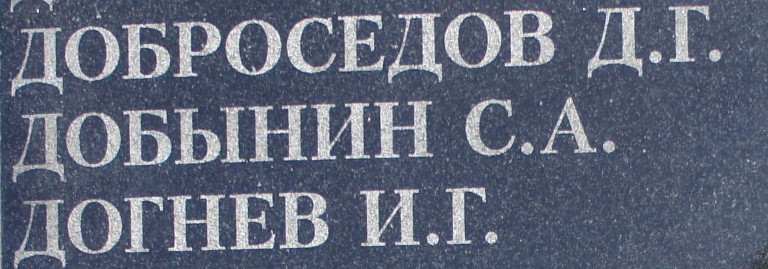 ДОБРОСЕДОВ Д.Г.
ДОБЫНИН С.А.
ДОГНЕВ И.Г.